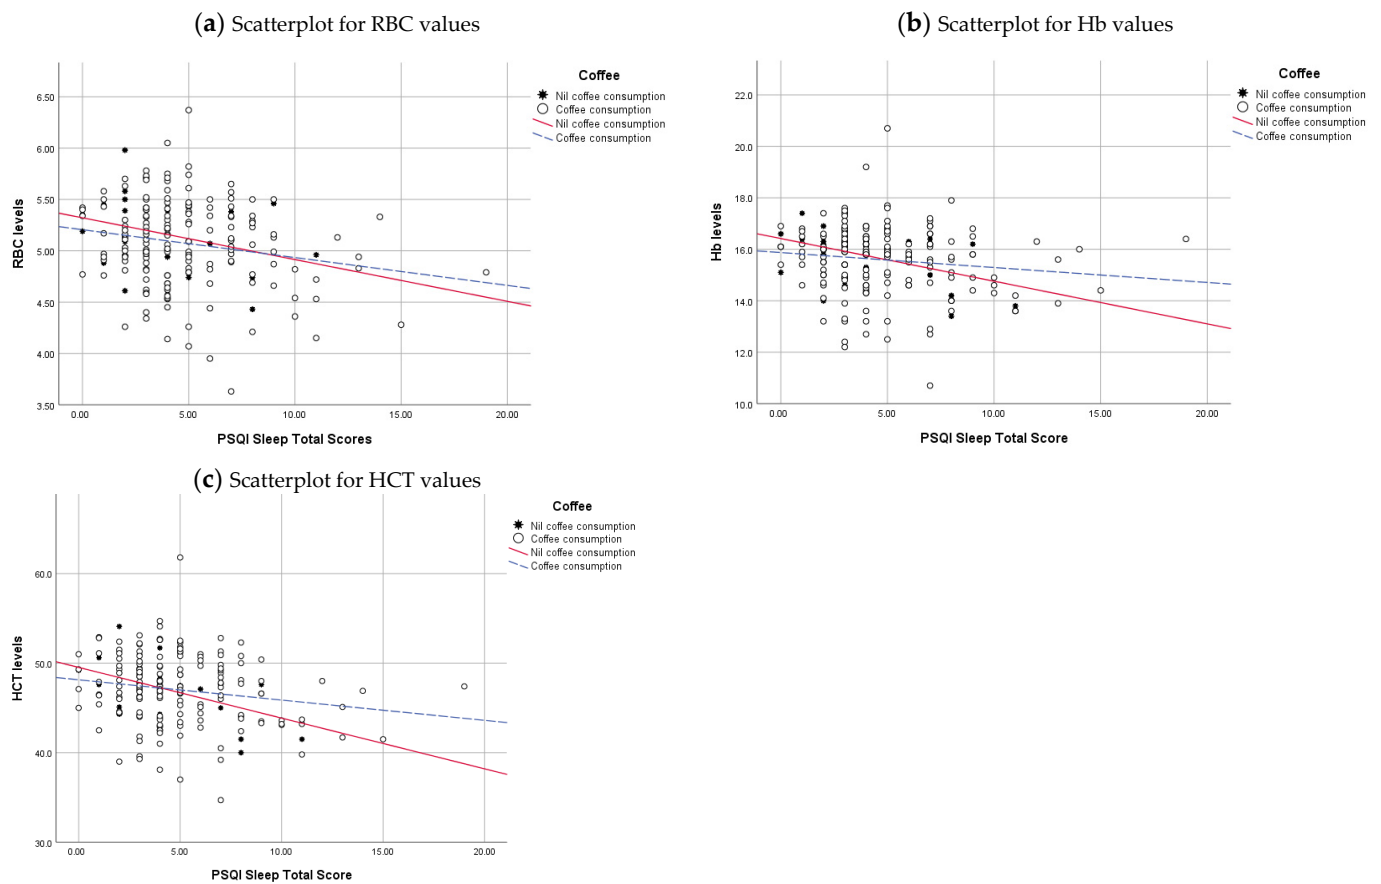 (a) Scatterplot for RBC values
Coffee
Nil coffee consumption
Coffee consumption
Nil coffee consumption
Coffee consumption
6.50
6.00
5.50
5.00
4.50
4.00
3.50
RBC levels
0.00 5.00 10.00 15.00 20.00
PSQI Sleep Total Scores
(b) Scatterplot for Hb values
Coffee
Nil coffee consumption
Coffee consumption
Nil coffee consumption
Coffee consumption
22.0
20.0
18.0
16.0
14.0
12.0
10.0
Hb levels
0.00 5.00 10.00 15.00 20.00
PSQI Sleep Total Score
(c) Scatterplot for HCT values
Coffee
Nil coffee consumption
Coffee consumption
Nil coffee consumption
Coffee consumption
60.0
50.0
40.0
30.0
HCT levels
0.00 5.00 10.00 15.00 20.00
PSQI Sleep Total Score